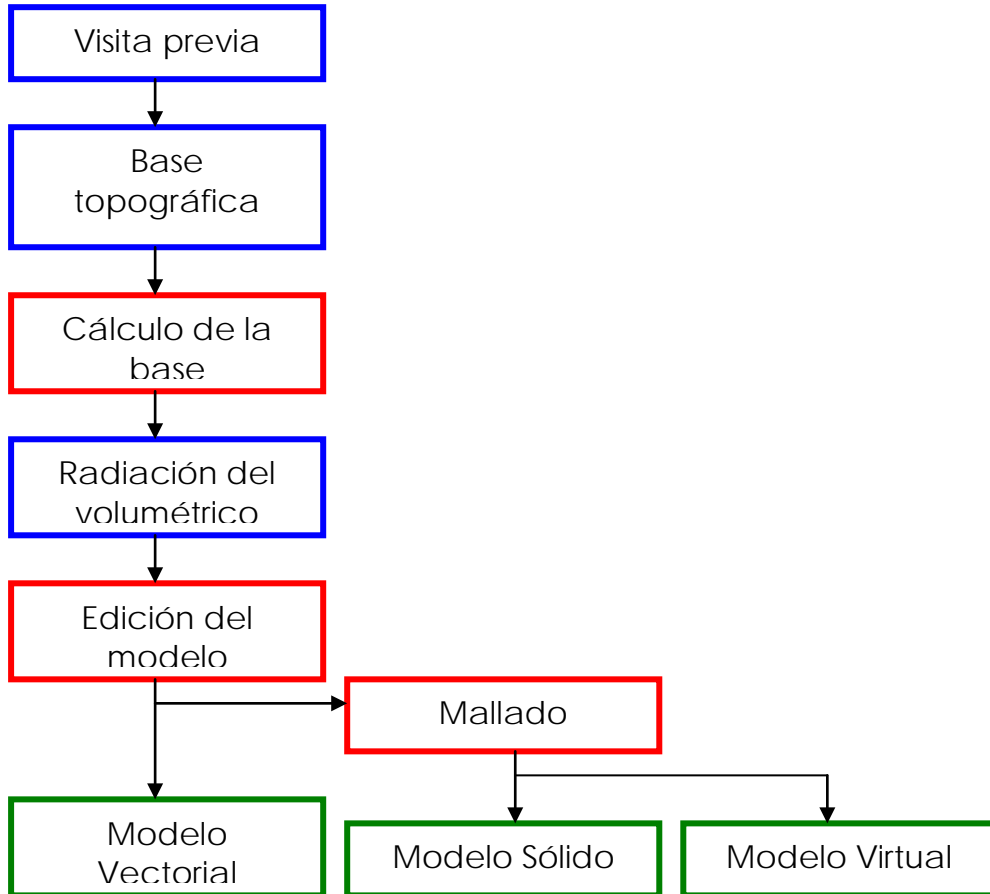 Visita previa
Base
topográfica
Cálculo de la
base
Radiación del
volumétrico
Edición del
modelo
Mallado
Modelo
Vectorial
Modelo Sólido
Modelo Virtual